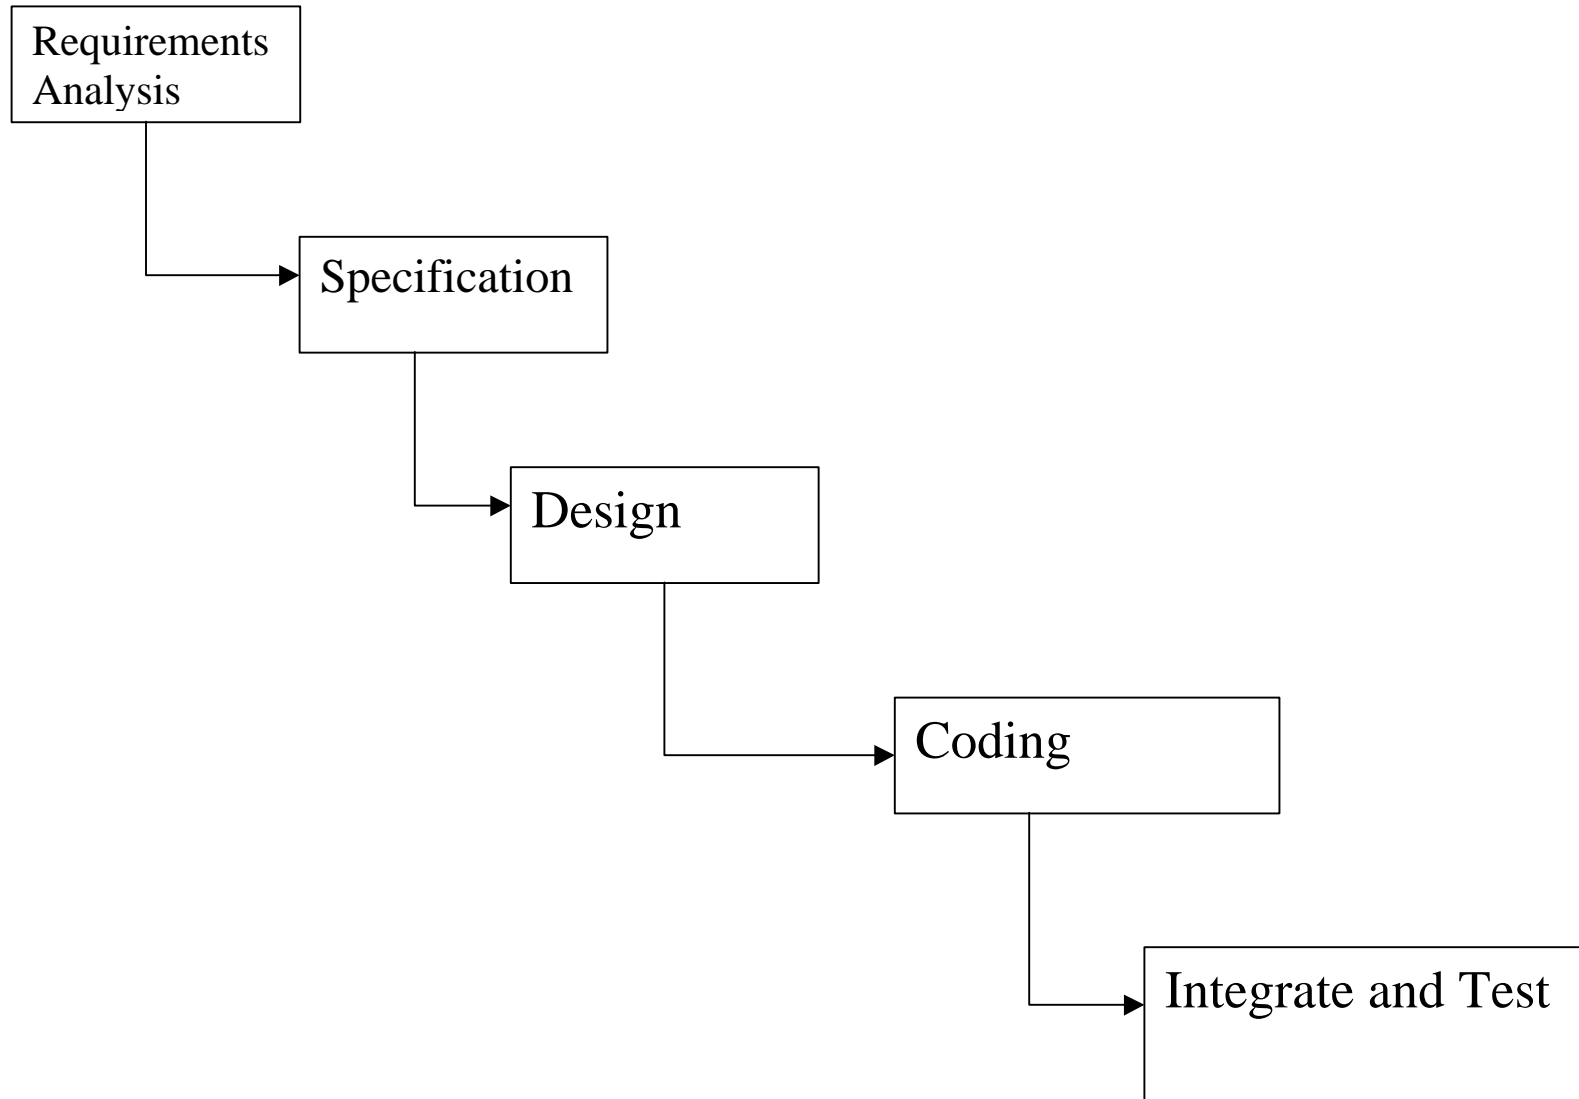 Requirements
Analysis
Specification
Design
Coding
Integrate and Test